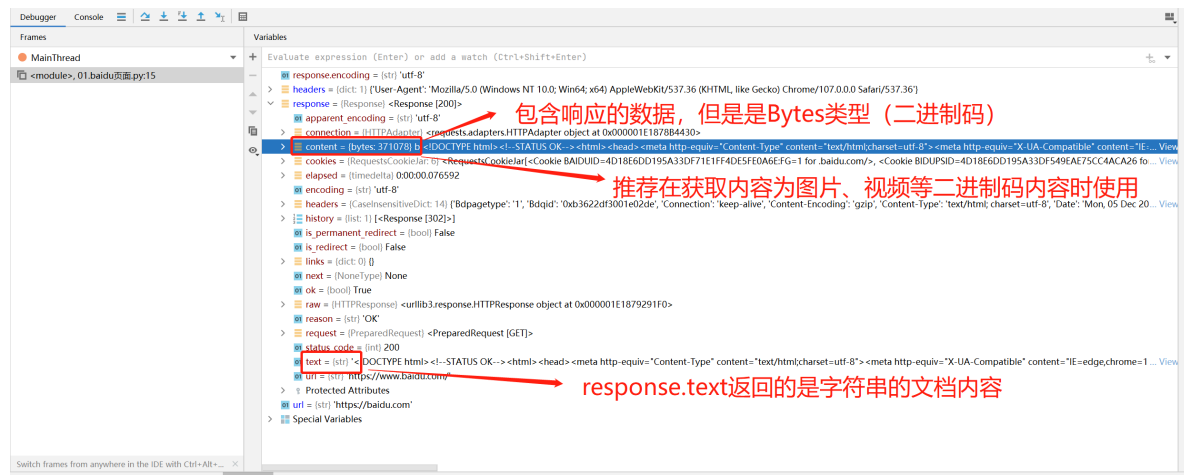 Debugger Console
Frames
Variables
MainThread
Evaluate expression (Enter) or add a watch (Ctrl+Shift+Enter)
<module>, 01.baidu页面.py:15
response.encoding = {str} 'utf-8'
headers = {dict: 1} {'User-Agent': 'Mozilla/5.0 (Windows NT 10.0; Win64; x64) AppleWebKit/537.36 (KHTML, like Gecko) Chrome/107.0.0.0 Safari/537.36'}
response = {Response} <Response [200]>
包含响应的数据，但是是Bytes类型（二进制码）
apparent_encoding = {str} 'utf-8'
connection = {HTTPAdapter} <requests.adapters.HTTPAdapter object at 0x000001E1878B4430>
content = {bytes: 371078} b'<!DOCTYPE html><!--STATUS OK--><html><head><meta http-equiv="Content-Type" content="text/html;charset=utf-8"><meta http-equiv="X-UA-Compatible" content="IE-... View
cookies = {RequestsCookieJar: 6} <RequestsCookieJar[<Cookie BAIDUID=4D18E6DD195A33DF71E1FF4DE5FE0A6E:FG=1 for .baidu.com/>, <Cookie BIDUPSID=4D18E6DD195A33DF549EAE75CC4ACA26 fo... View
elapsed = {timedelta} 0:00:00.076592
推荐在获取内容为图片、视频等二进制码内容时使用
encoding = {str} 'utf-8'
headers = {CaseInsensitiveDict: 14} {'Bdpagetype': '1', 'Bdqid': '0xb3622df3001e02de', 'Connection': 'keep-alive', 'Content-Encoding': 'gzip', 'Content-Type': 'text/html; charset=utf-8', 'Date': 'Mon, 05 Dec 20... View
history = {list: 1} [<Response [302]>]
is_permanent_redirect = {bool} False
is_redirect = {bool} False
links = {dict: 0} {}
next = {NoneType} None
ok = {bool} True
raw = {HTTPResponse} <urllib3.response.HTTPResponse object at 0x000001E1879291F0>
reason = {str} 'OK'
request = {PreparedRequest} <PreparedRequest [GET]>
status_code = {int} 200
text = {str} '<!DOCTYPE html><!--STATUS OK--><html><head><meta http-equiv="Content-Type" content="text/html;charset=utf-8"><meta http-equiv="X-UA-Compatible" content="IE=edge,chrome=1... View
url = {str} 'https://www.baidu.com/'
response.text返回的是字符串的文档内容
Protected Attributes
url = {str} 'https://baidu.com'
Special Variables
Switch frames from anywhere in the IDE with Ctrl+Alt+...